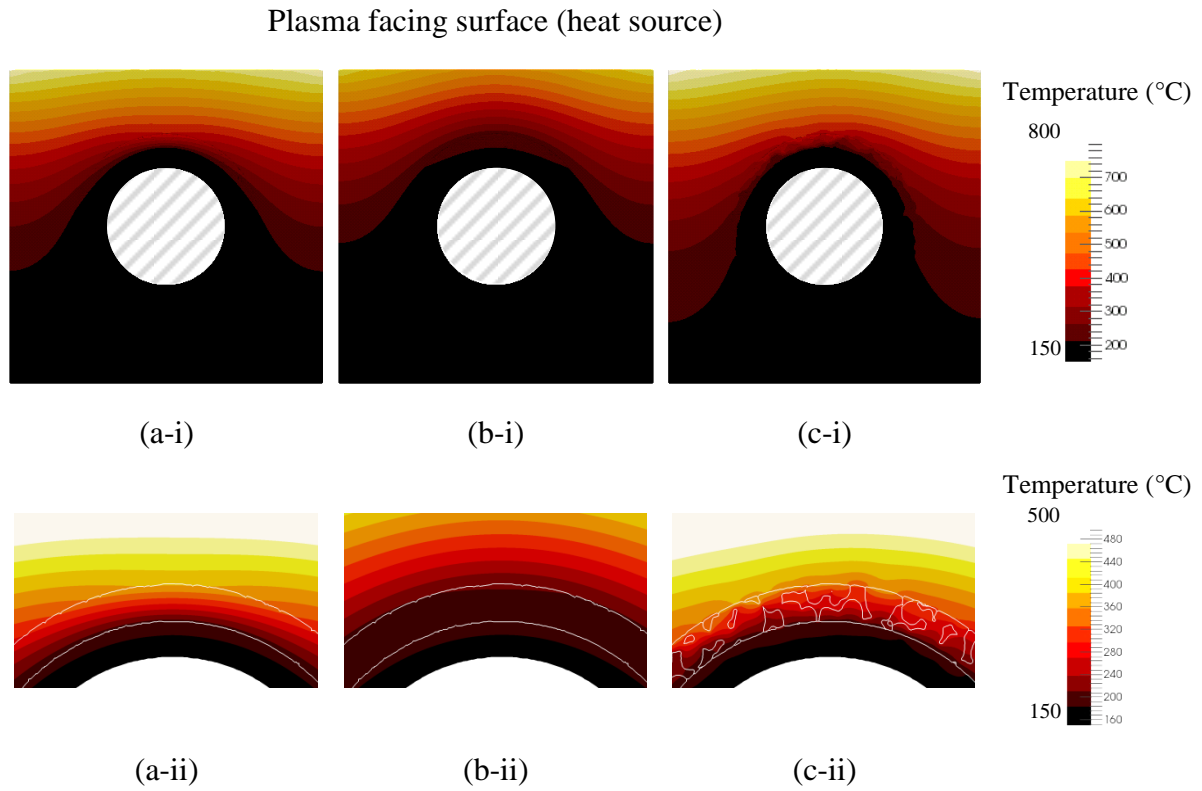 Plasma facing surface (heat source)
Temperature (°C)
800
700
600
500
400
300
200
150
(a-i)
(b-i)
(c-i)
Temperature (°C)
500
480
440
400
360
320
280
240
200
160
150
(a-ii)
(b-ii)
(c-ii)